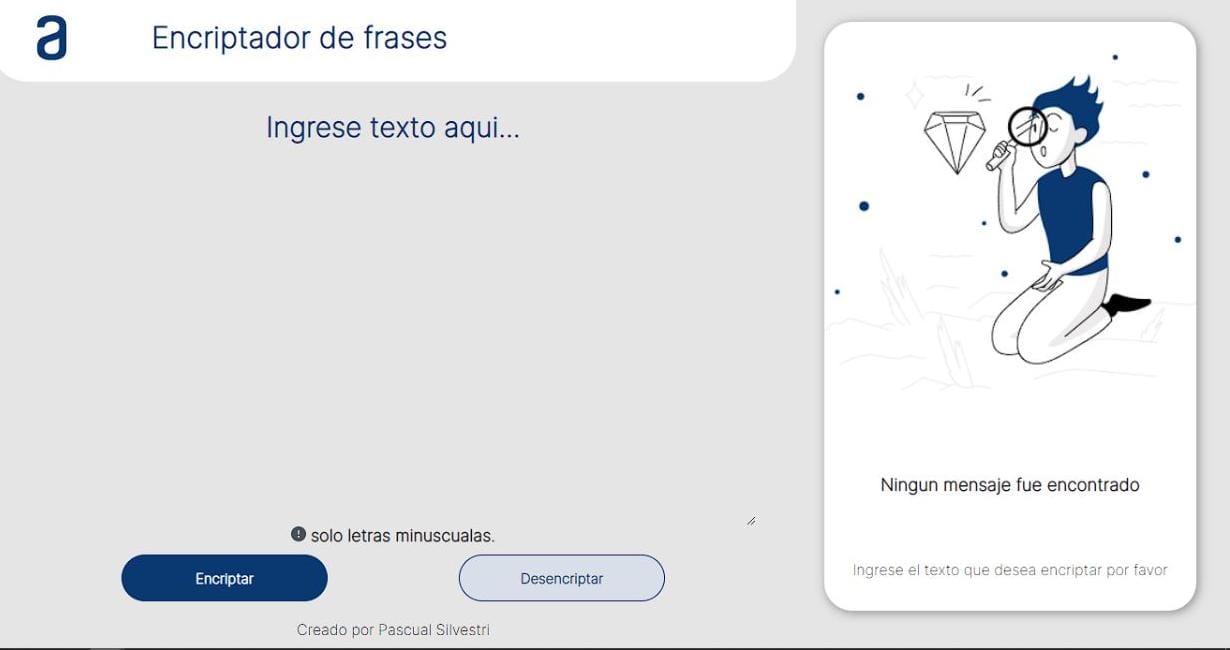 a
Encriptador de frases
Ingrese texto aqui...
solo letras minuscualas.
Encriptar
Desencriptar
Creado por Pascual Silvestri
Ningun mensaje fue encontrado
Ingrese el texto que desea encriptar por favor